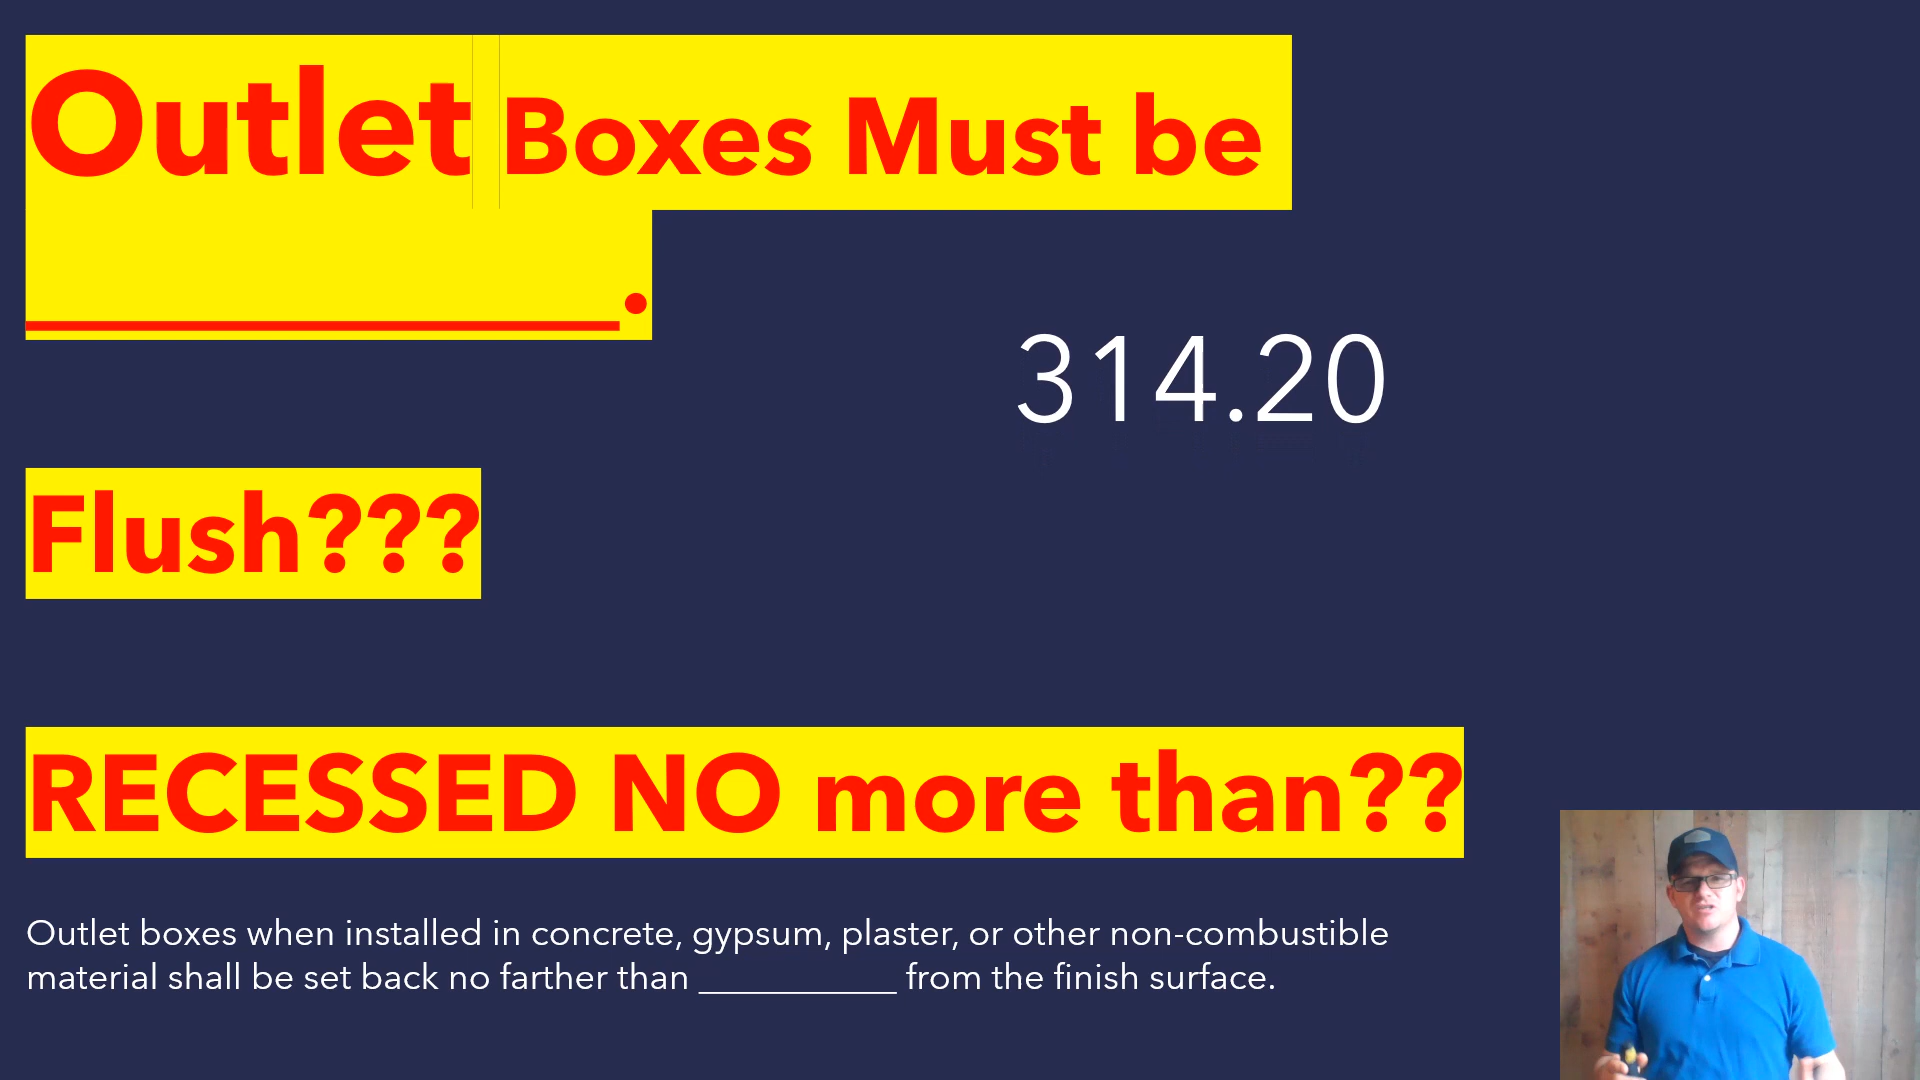 Outlet Boxes Must be
___________.
314.20
Flush???
RECESSED NO more than??
Outlet boxes when installed in concrete, gypsum, plaster, or other non-combustible
material shall be set back no farther than __________ from the finish surface.